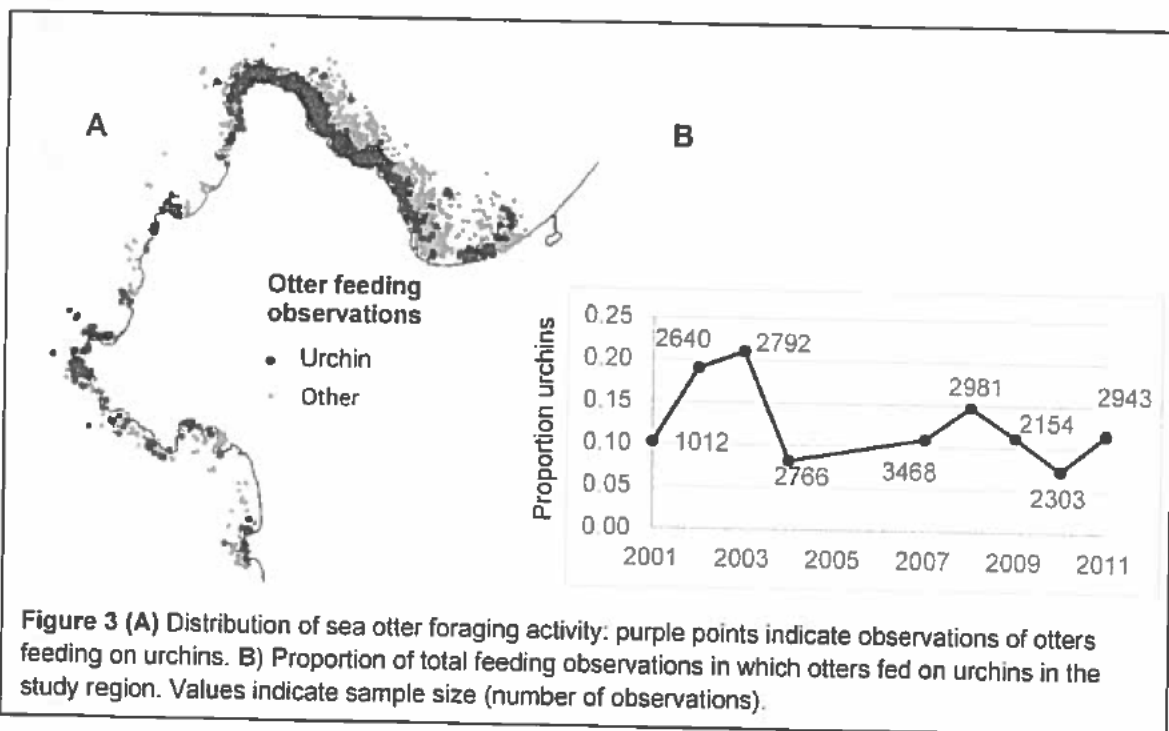 A
B
Otter feeding
observations
Urchin
Other
Proportion urchins
0.25
0.20
0.15
0.10
0.05
0.00
2640
2792
1012
2766
3468
2981
2154
2303
2943
2001 2003 2005 2007 2009 2011
Figure 3 (A) Distribution of sea otter foraging activity: purple points indicate observations of otters
feeding on urchins. B) Proportion of total feeding observations in which otters fed on urchins in the
study region. Values indicate sample size (number of observations).